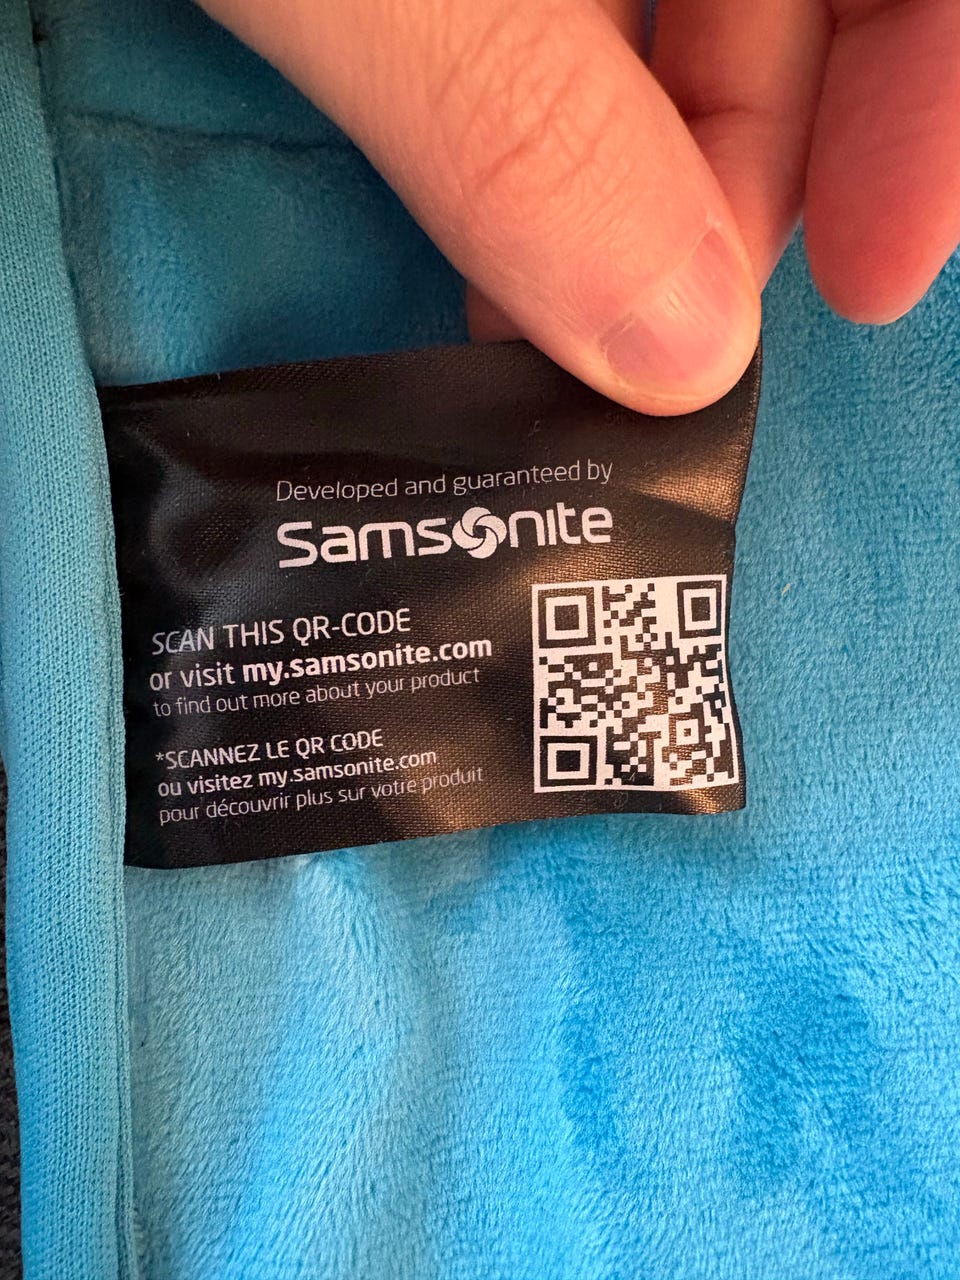 Developed and guaranteed by
Samsonite
SCAN THIS QR-CODE
or visit my.samsonite.com
to find out more about your product
*SCANNEZ LE QR CODE
ou visitez my.samsonite.com
pour découvrir plus sur votre produit